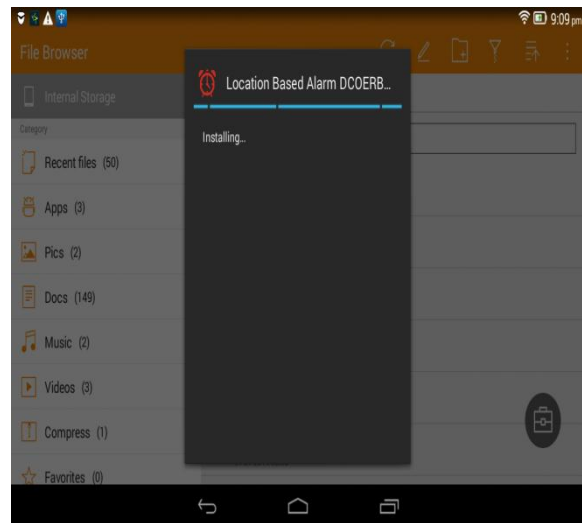 9:09 pm
File Browser
Location Based Alarm DCOERB...
Internal Storage
Installing...
Category
Recent files (50)
Apps (3)
Pics (2)
Docs (149)
Music (2)
Videos (3)
Compress (1)
Favorites (0)